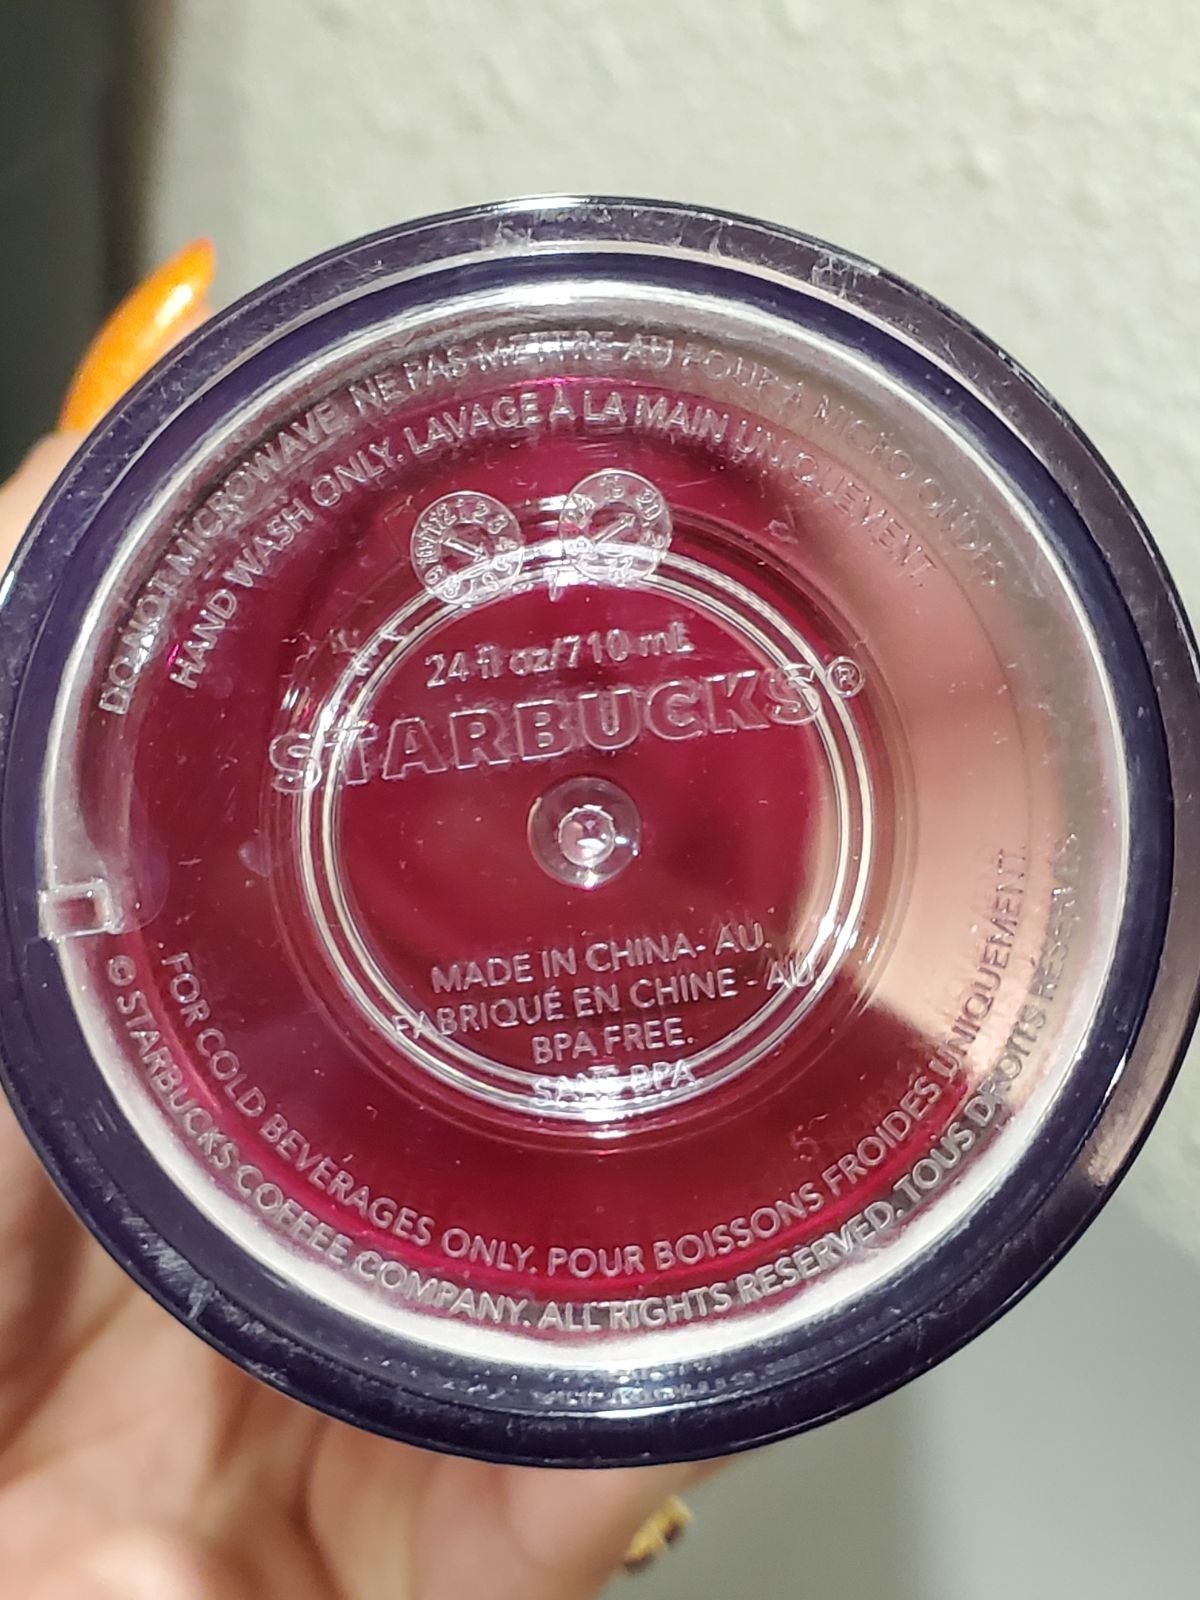 DO NOT MICROWAVE. NE PAS METTRE AU FOUR À MICRO ONDES
HAND WASH ONLY. LAVAGE À LA MAIN UNIQUEMENT.
24 fl oz/710 mL
STARBUCKS®
MADE IN CHINA- AU.
FABRIQUÉ EN CHINE - AU.
BPA FREE.
SANS BPA
FOR COLD BEVERAGES ONLY. POUR BOISSONS FROIDES UNIQUEMENT.
© STARBUCKS COFFEE COMPANY. ALL RIGHTS RESERVED. TOUS DROITS RÉSERVÉS